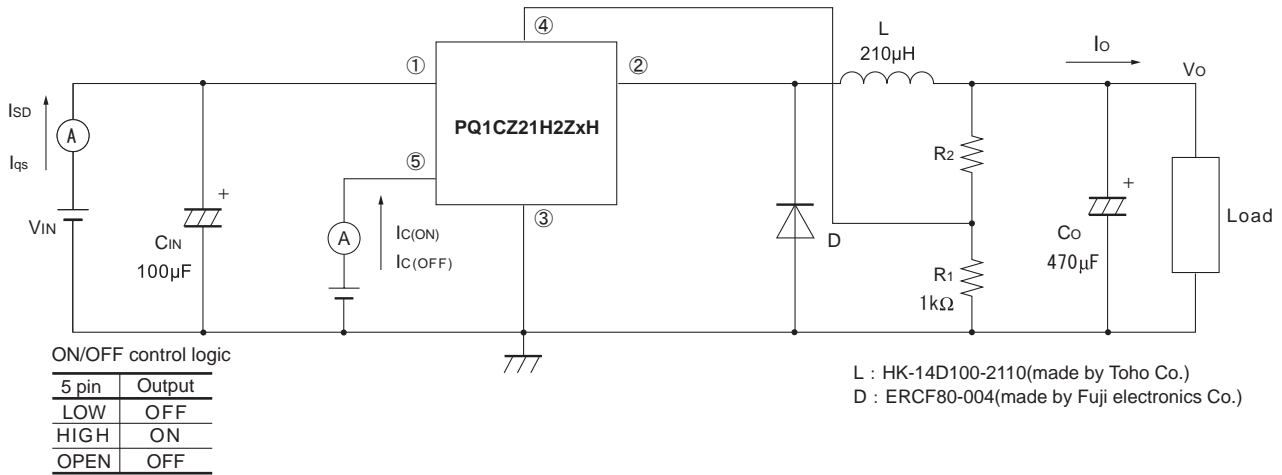 ④
L
210µH
IO
①
②
VO
ISD
A
PQ1CZ21H2ZxH
R2
Iqs
⑤
+
+
VIN
CIN
100µF
A
IC(ON)
IC(OFF)
③
D
R1
1kΩ
CO
470µF
Load
ON/OFF control logic
5 pin Output
LOW OFF
HIGH ON
OPEN OFF
L : HK-14D100-2110(made by Toho Co.)
D : ERCF80-004(made by Fuji electronics Co.)